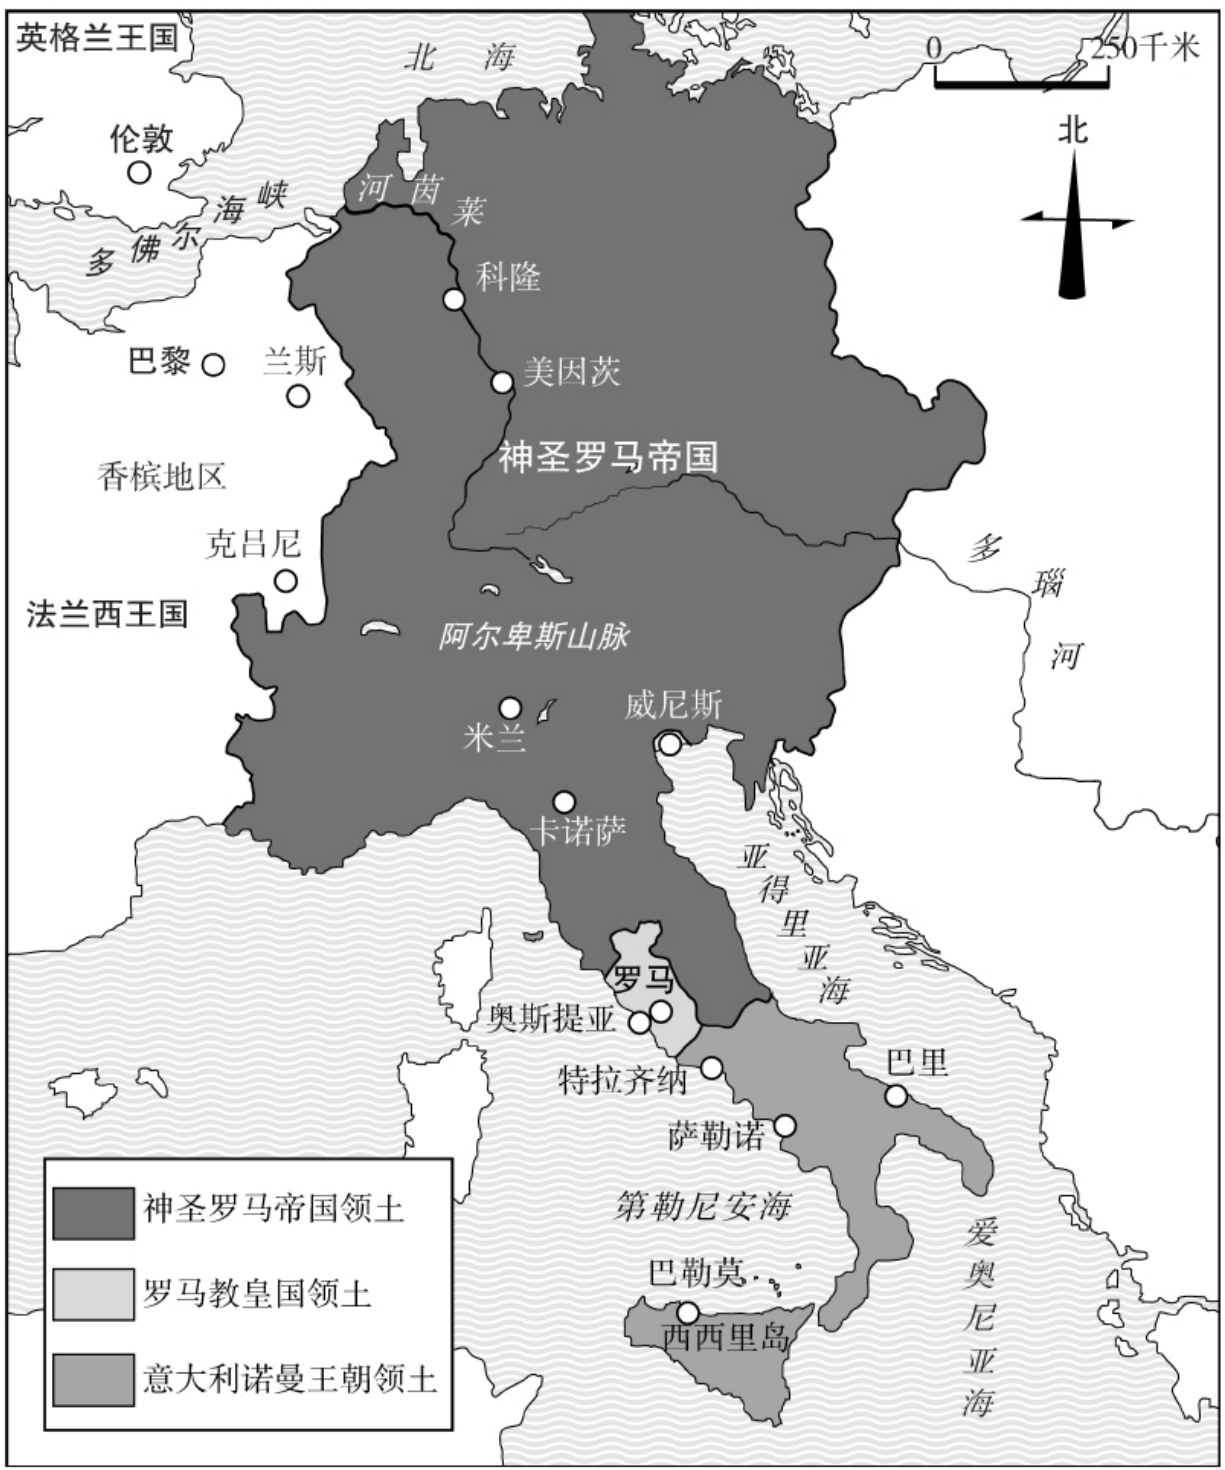 英格兰王国
北海
0 250千米
北
伦敦
多佛尔海峡
河茵莱
科隆
巴黎
兰斯
美因茨
神圣罗马帝国
香槟地区
克吕尼
多瑙河
法兰西王国
阿尔卑斯山脉
威尼斯
米兰
卡诺萨
亚得里亚海
罗马
奥斯提亚
特拉齐纳
巴里
萨勒诺
第勒尼安海
爱奥尼亚海
巴勒莫
西西里岛
神圣罗马帝国领土
罗马教皇国领土
意大利诺曼王朝领土